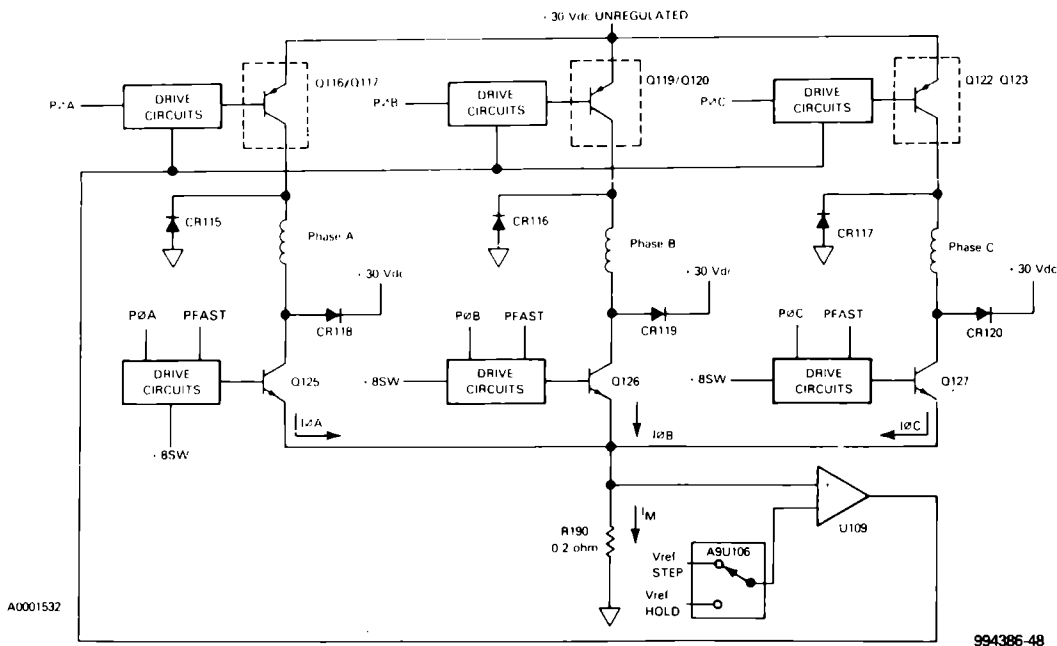 · 30 Vdc UNREGULATED
Q116/Q117
Q119/Q120
Q122 Q123
PØA
DRIVE
CIRCUITS
PØB
DRIVE
CIRCUITS
PØC
DRIVE
CIRCUITS
CR115
CR116
CR117
Phase A
Phase B
Phase C
· 30 Vdc
· 30 Vdc
· 30 Vdc
CR118
CR119
CR120
PØA
PFAST
PØB
PFAST
PØC
PFAST
DRIVE
CIRCUITS
Q125
· 8SW
DRIVE
CIRCUITS
Q126
· 8SW
DRIVE
CIRCUITS
Q127
· 8SW
IØA
IØB
IØC
IM
R190
0.2 ohm
U109
A9U106
Vref
STEP
Vref
HOLD
A0001532
994386-48